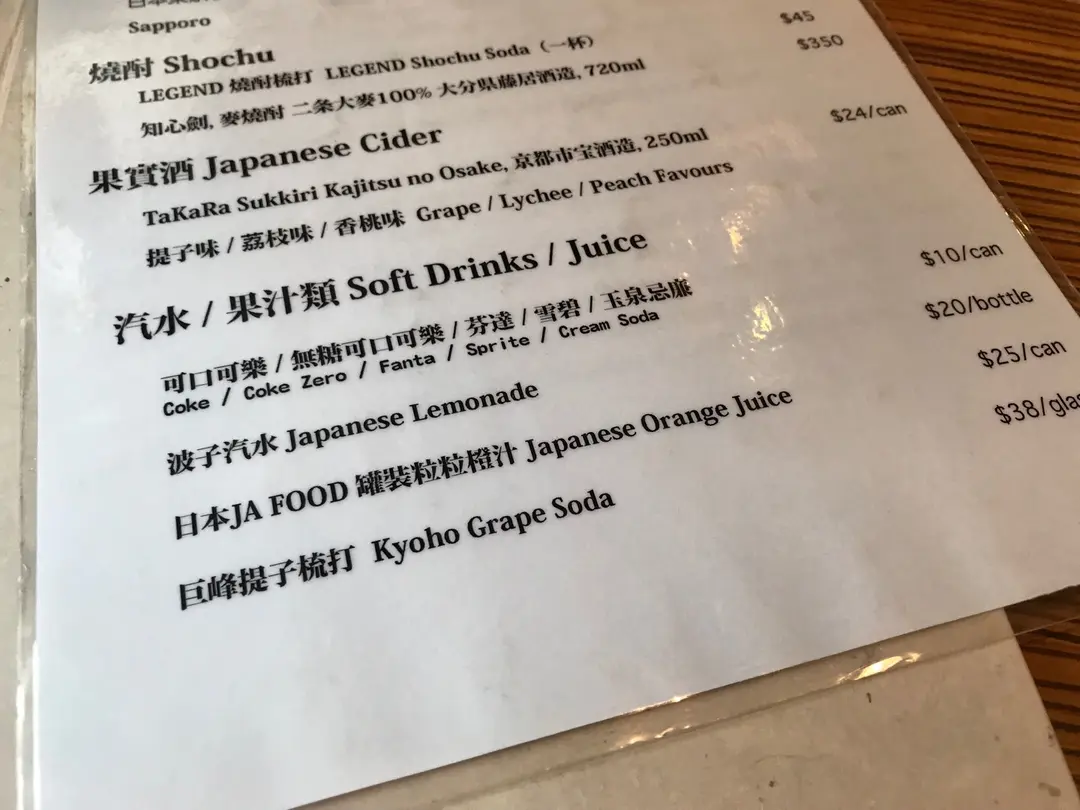 Sapporo
燒酎 Shochu
LEGEND 燒酎梳打 LEGEND Shochu Soda (一杯) $45
知心劍, 麥燒酎 二条大麥100% 大分県藤居酒造, 720ml $350
果實酒 Japanese Cider
TaKaRa Sukkiri Kajitsu no Osake, 京都市宝酒造, 250ml $24/can
提子味 / 荔枝味 / 香桃味 Grape / Lychee / Peach Favours
汽水 / 果汁類 Soft Drinks / Juice
可口可樂 / 無糖可口可樂 / 芬達 / 雪碧 / 玉泉忌廉 $10/can
Coke / Coke Zero / Fanta / Sprite / Cream Soda
波子汽水 Japanese Lemonade $20/bottle
日本JA FOOD 罐裝粒粒橙汁 Japanese Orange Juice $25/can
巨峰提子梳打 Kyoho Grape Soda $38/glas